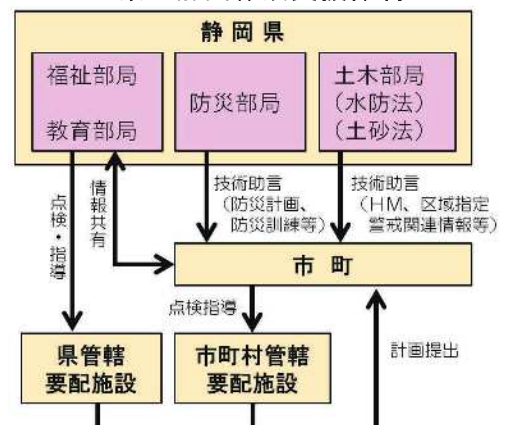 静岡県
福祉部局
教育部局
防災部局
土木部局
（水防法）
（土砂法）
点検・指導
情報共有
技術助言
（防災計画、
防災訓練等）
技術助言
（ＨＭ、区域指定
警戒関連情報等）
市町
点検指導
県管轄
要配施設
市町村管轄
要配施設
計画提出